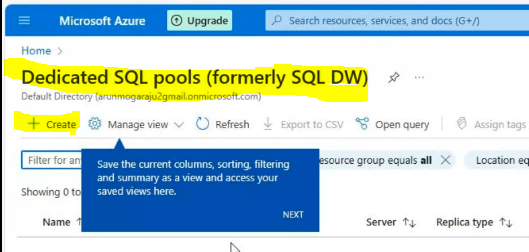 Microsoft Azure Upgrade Search resources, services, and docs (G+/)
Home >
Dedicated SQL pools (formerly SQL DW) ...
Default Directory (arunmogaraju2gmail.onmicrosoft.com)
+ Create Manage view Refresh Export to CSV Open query Assign tags
Filter for any esource group equals all Location eq
Save the current columns, sorting, filtering
and summary as a view and access your
saved views here.
NEXT
Showing 0 to
Name Server Replica type